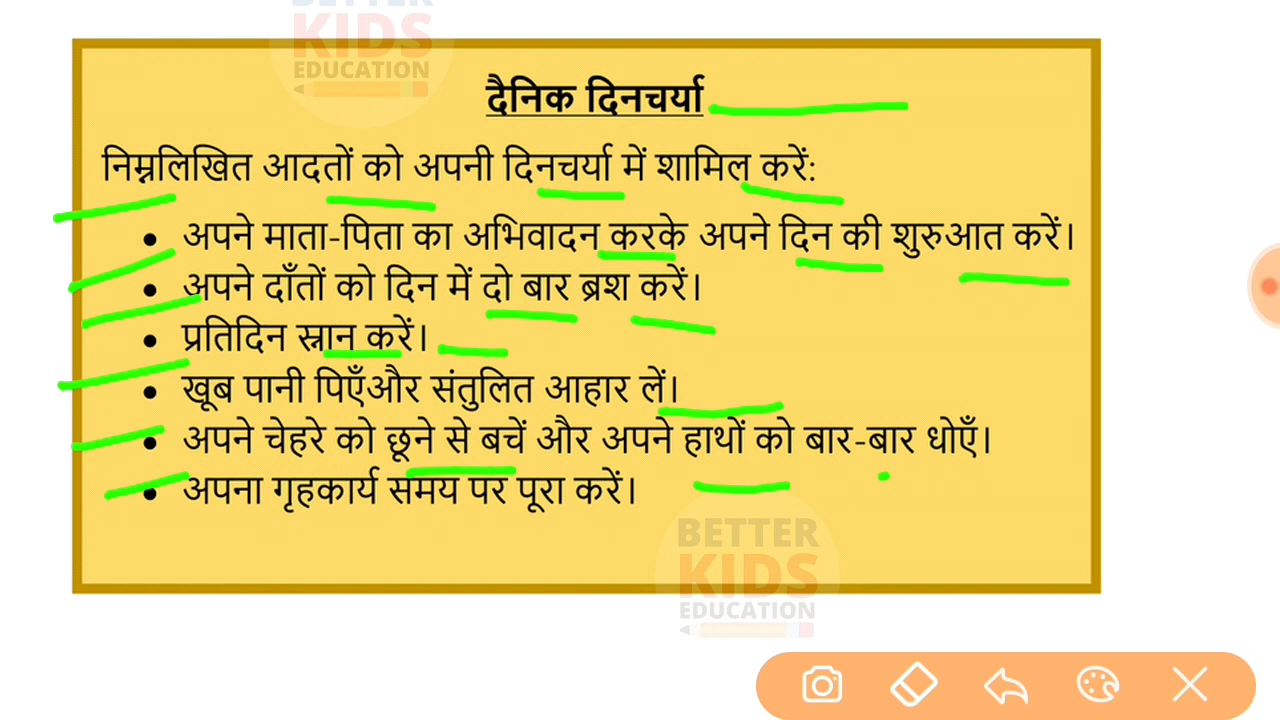 BETTER
KIDS
EDUCATION
दैनिक दिनचर्या
निम्नलिखित आदतों को अपनी दिनचर्या में शामिल करें:
• अपने माता-पिता का अभिवादन करके अपने दिन की शुरुआत करें।
• अपने दाँतों को दिन में दो बार ब्रश करें।
• प्रतिदिन स्नान करें।
• खूब पानी पिएँऔर संतुलित आहार लें।
• अपने चेहरे को छूने से बचें और अपने हाथों को बार-बार धोएँ।
• अपना गृहकार्य समय पर पूरा करें।
BETTER
KIDS
EDUCATION